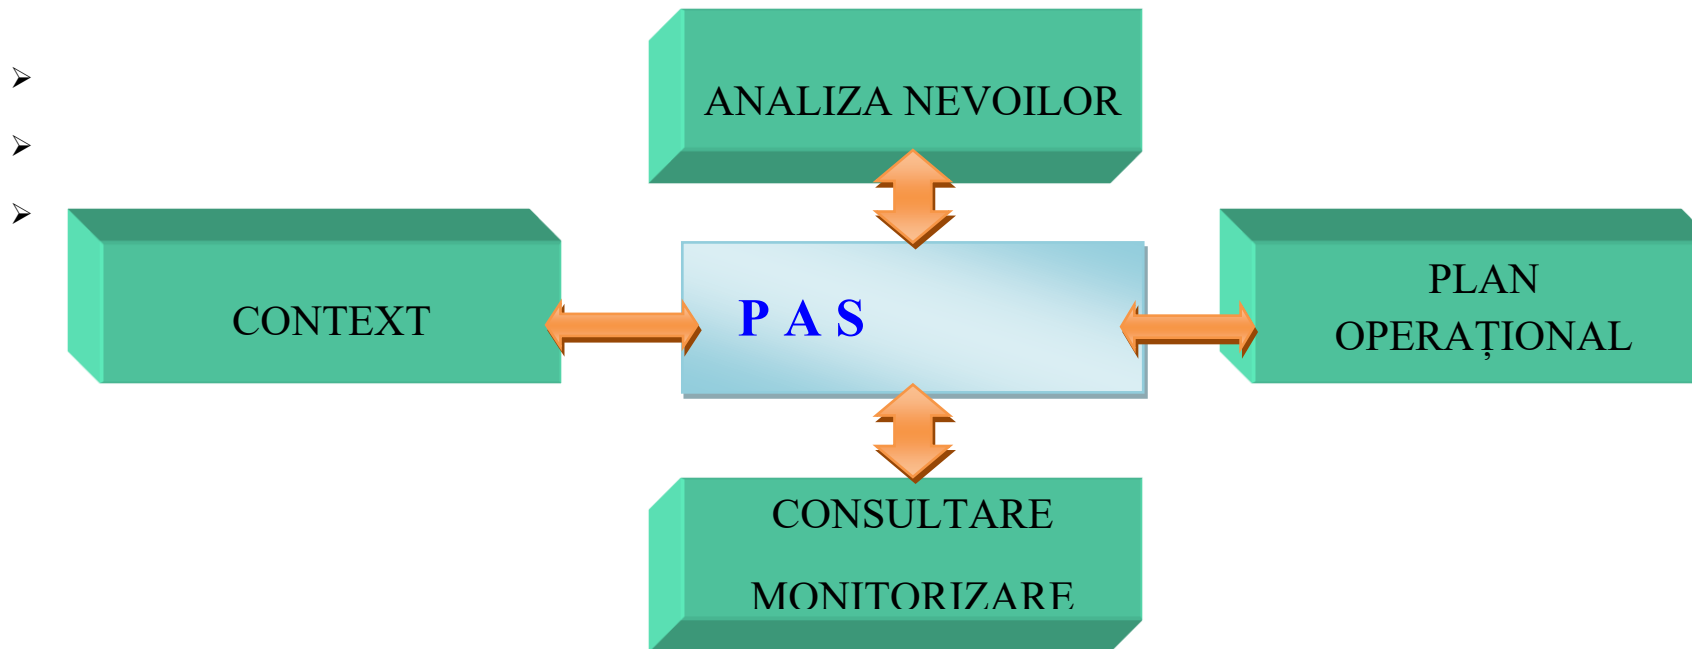 ANALIZA NEVOILOR
CONTEXT
P A S
PLAN
OPERAȚIONAL
CONSULTARE
MONITORIZARE